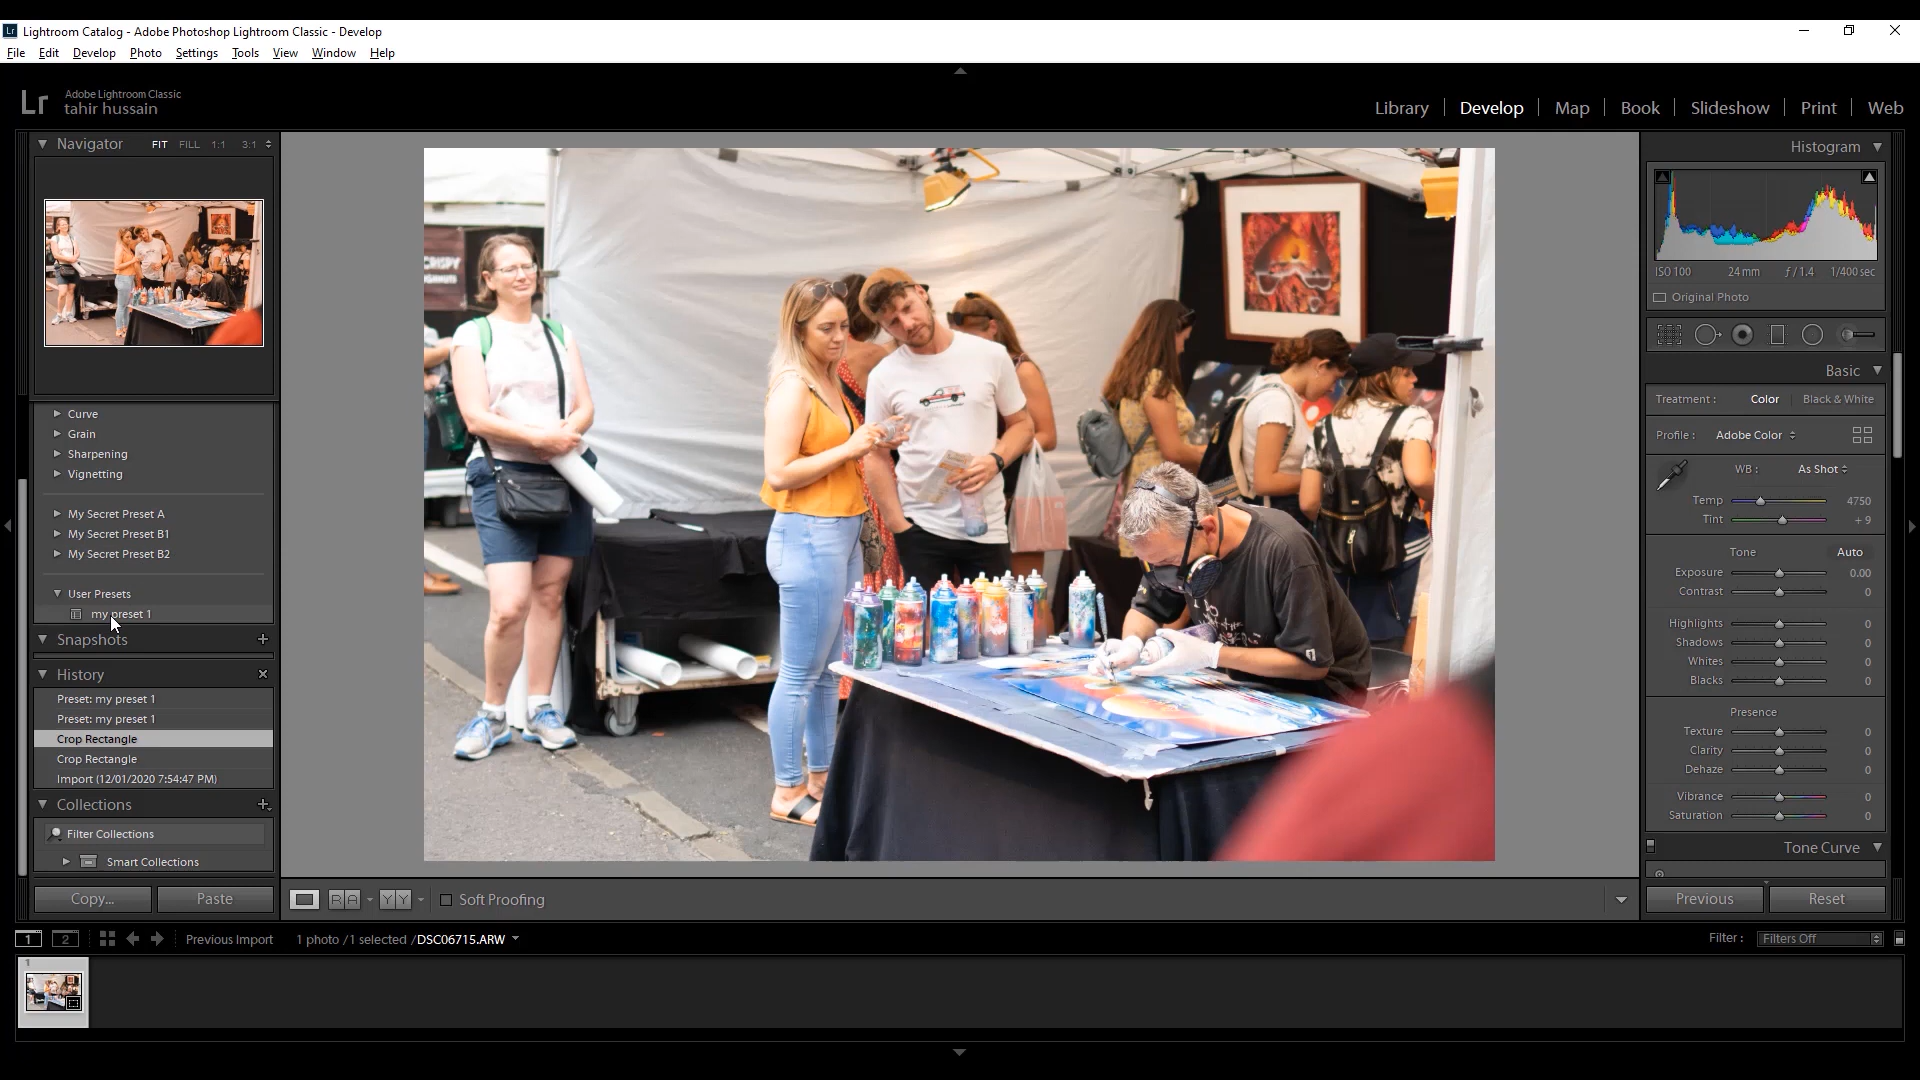 Lr Lightroom Catalog - Adobe Photoshop Lightroom Classic - Develop
File Edit Develop Photo Settings Tools View Window Help
Lr Adobe Lightroom Classic
tahir hussain
Library Develop Map Book Slideshow Print Web
Navigator FIT FILL 1:1 3:1
Curve
Grain
Sharpening
Vignetting
My Secret Preset A
My Secret Preset B1
My Secret Preset B2
User Presets
my preset 1
Snapshots +
History
Preset: my preset 1
Preset: my preset 1
Crop Rectangle
Crop Rectangle
Import (12/01/2020 7:54:47 PM)
Collections +
Filter Collections
Smart Collections
Copy... Paste
CRISPY
R A Y Y Soft Proofing
Histogram
ISO 100 24 mm ƒ / 1.4 1/400 sec
Original Photo
Basic
Treatment : Color Black & White
Profile : Adobe Color
WB : As Shot
Temp 4750
Tint + 9
Tone Auto
Exposure 0.00
Contrast 0
Highlights 0
Shadows 0
Whites 0
Blacks 0
Presence
Texture 0
Clarity 0
Dehaze 0
Vibrance 0
Saturation 0
Tone Curve
Previous Reset
1 2 Previous Import 1 photo / 1 selected / DSC06715.ARW Filter : Filters Off
1